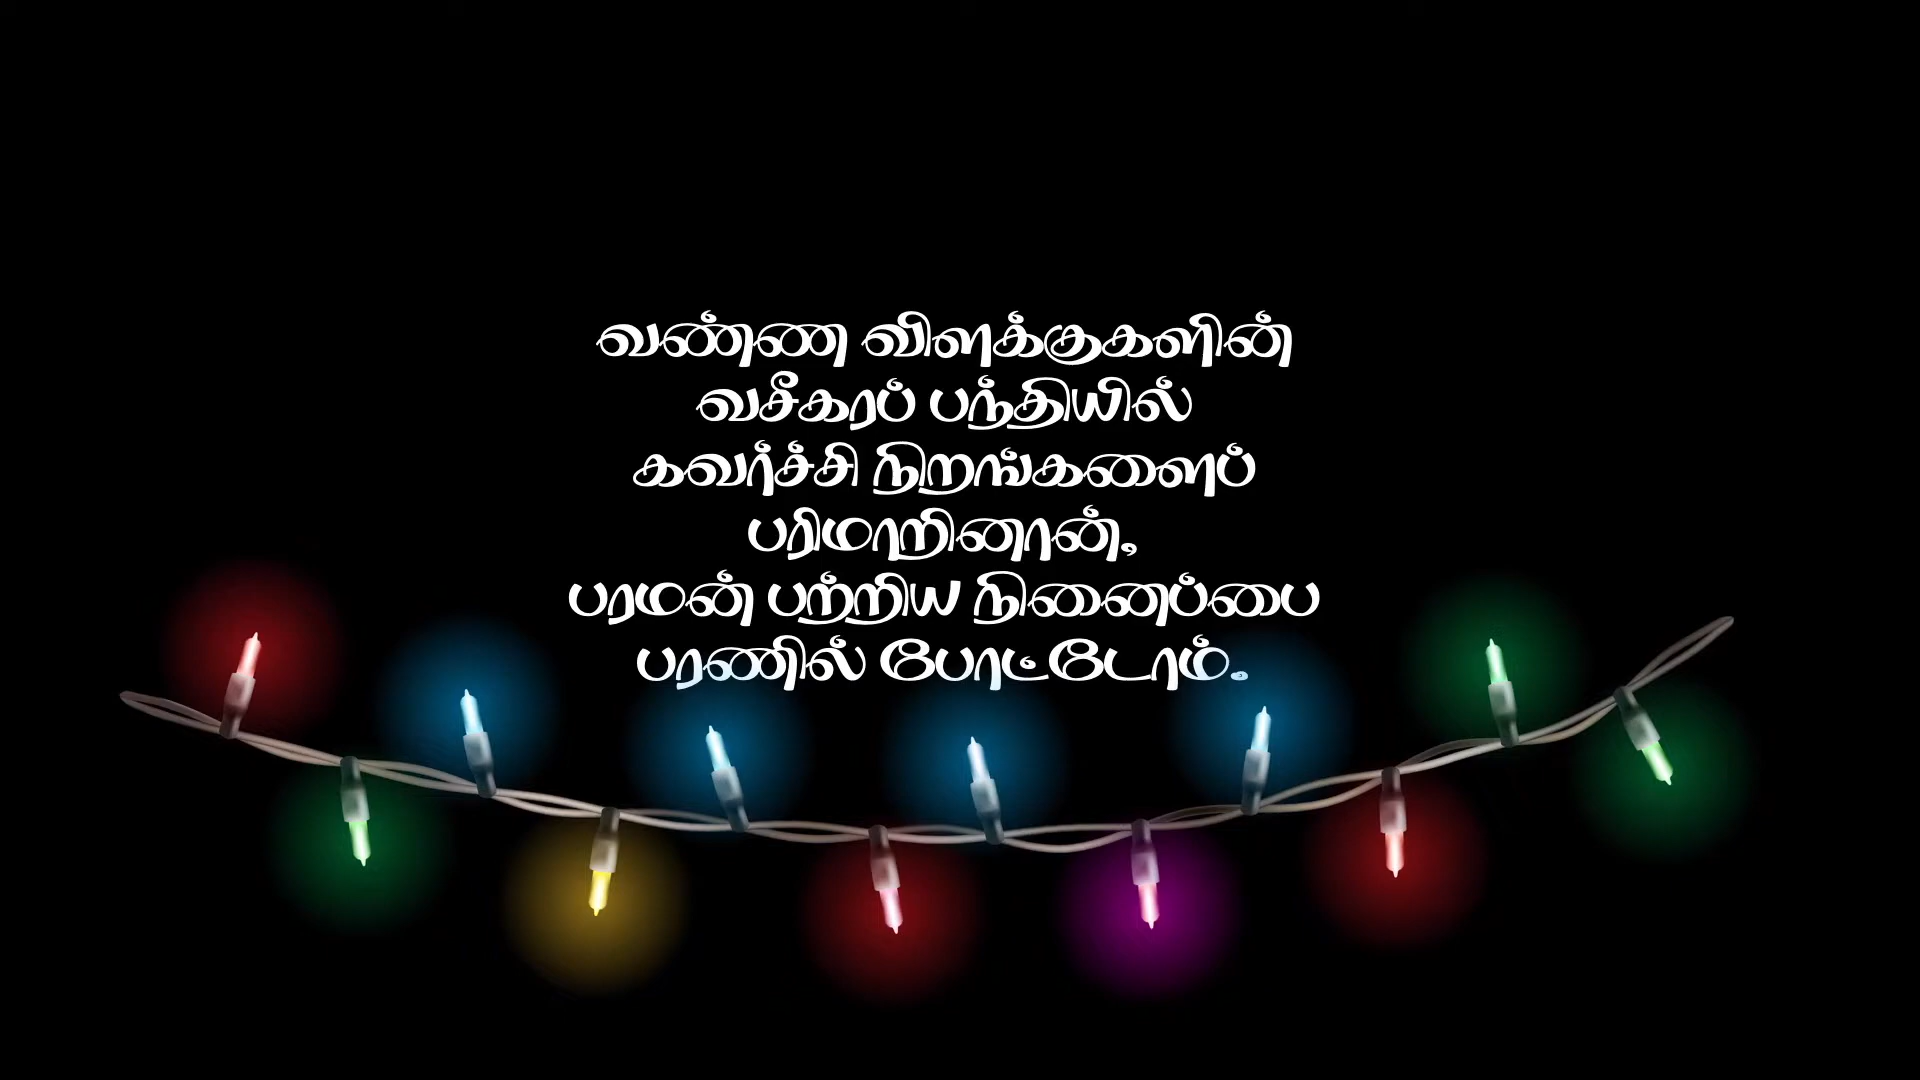 வண்ண விளக்குகளின்
வசீகரப் பந்தியில்
கவர்ச்சி நிறங்களைப்
பரிமாறினான்,
பரமன் பற்றிய நினைப்பை
பரணில் போட்டோம்.